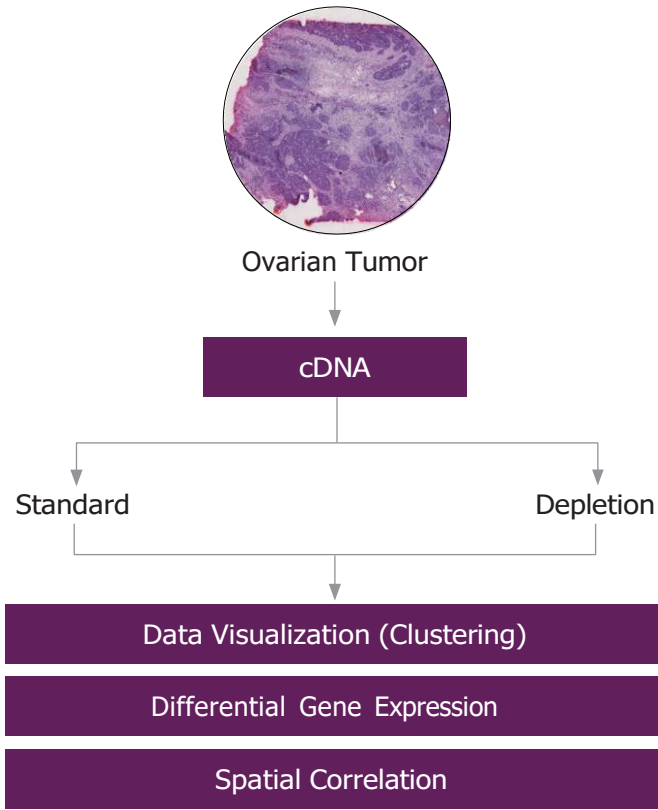 Ovarian Tumor
cDNA
Standard
Depletion
Data Visualization (Clustering)
Differential Gene Expression
Spatial Correlation